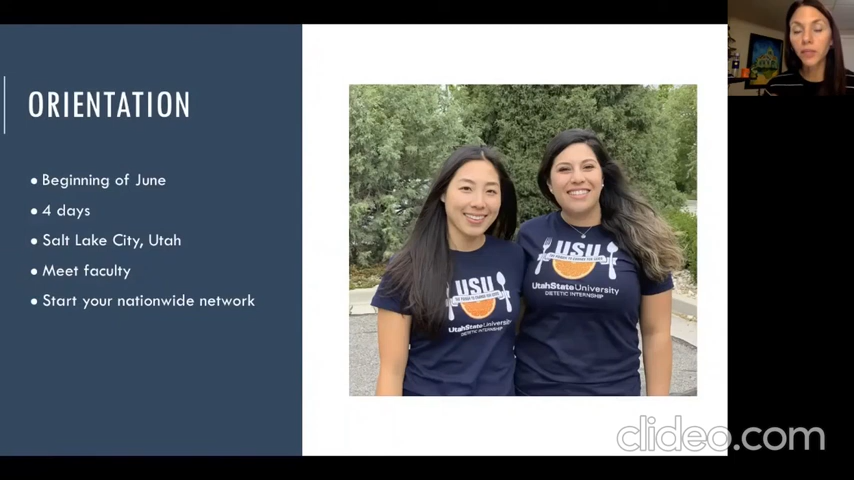 ORIENTATION
• Beginning of June
• 4 days
• Salt Lake City, Utah
• Meet faculty
• Start your nationwide network
USU
UtahStateUniversity
DIETETIC INTERNSHIP
USU
UtahStateUniversity
DIETETIC INTERNSHIP
clideo.com